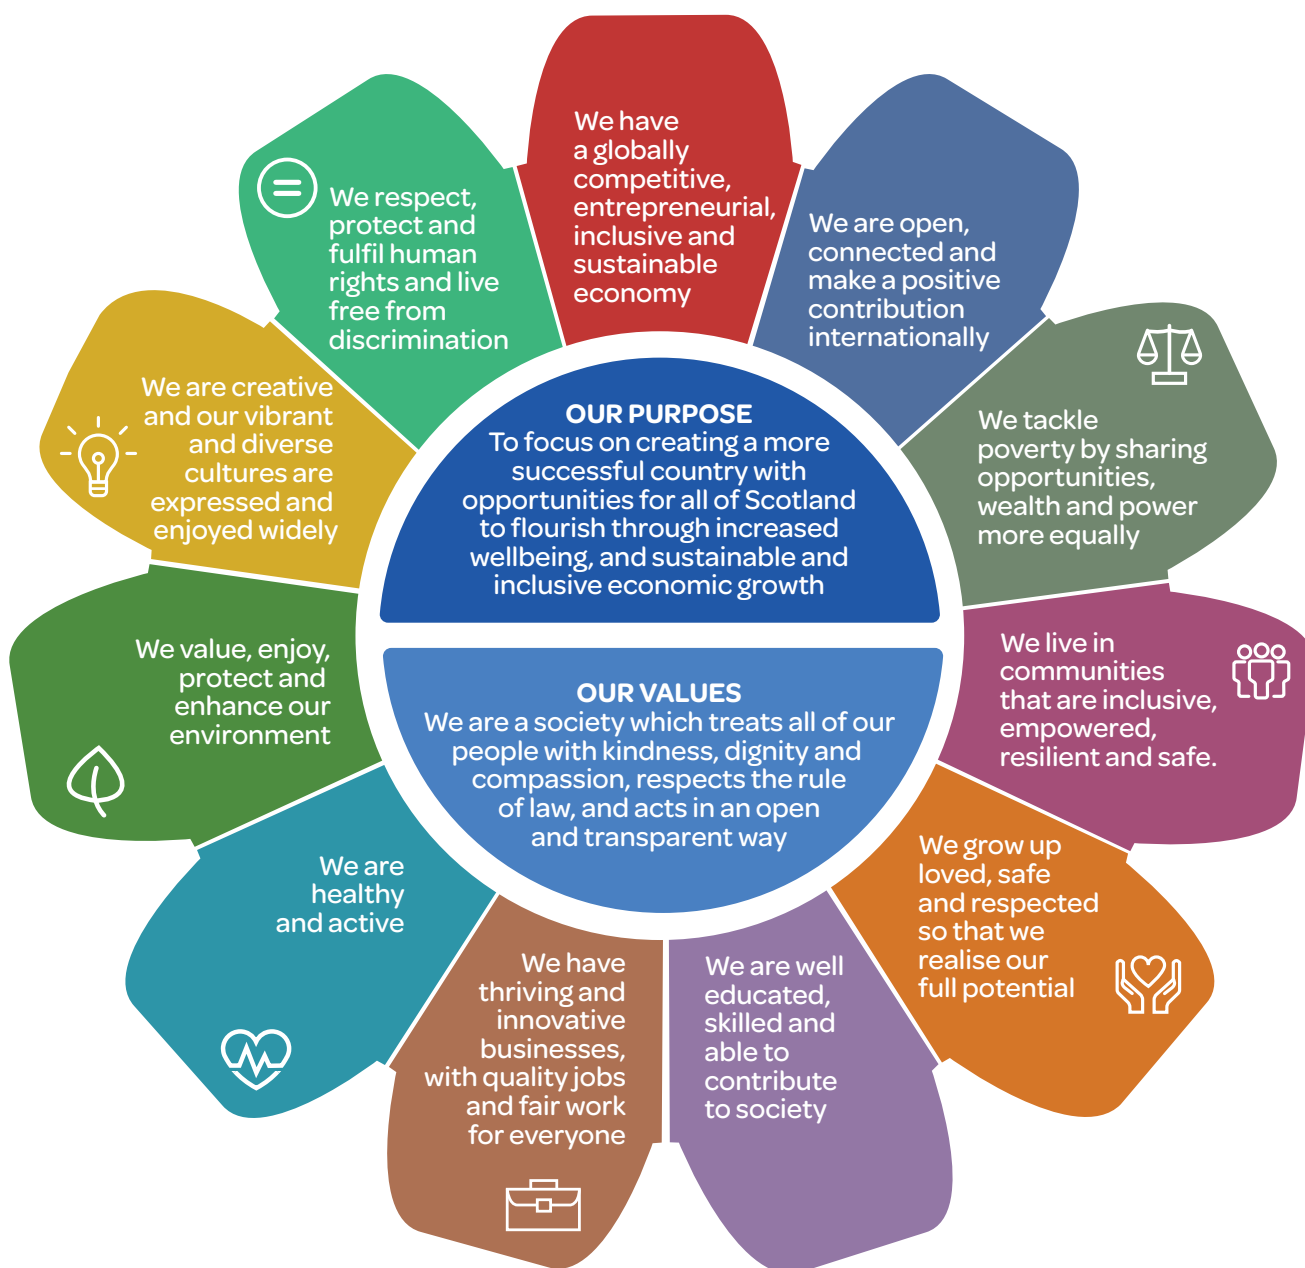 We have
a globally
competitive,
entrepreneurial,
inclusive and
sustainable
economy
We are open,
connected and
make a positive
contribution
internationally
We tackle
poverty by sharing
opportunities,
wealth and power
more equally
We live in
communities
that are inclusive,
empowered,
resilient and safe.
We grow up
loved, safe
and respected
so that we
realise our
full potential
We are well
educated,
skilled and
able to
contribute
to society
We have
thriving and
innovative
businesses,
with quality jobs
and fair work
for everyone
We are
healthy
and active
We value, enjoy,
protect and
enhance our
environment
We are creative
and our vibrant
and diverse
cultures are
expressed and
enjoyed widely
We respect,
protect and
fulfil human
rights and live
free from
discrimination
OUR PURPOSE
To focus on creating a more
successful country with
opportunities for all of Scotland
to flourish through increased
wellbeing, and sustainable and
inclusive economic growth
OUR VALUES
We are a society which treats all of our
people with kindness, dignity and
compassion, respects the rule
of law, and acts in an open
and transparent way